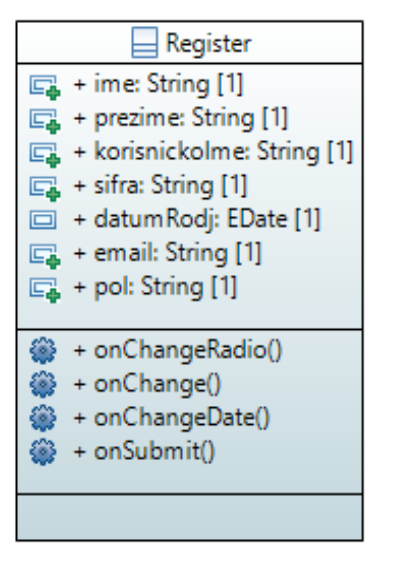 Register
+ ime: String [1]
+ prezime: String [1]
+ korisnickoIme: String [1]
+ sifra: String [1]
+ datumRodj: EDate [1]
+ email: String [1]
+ pol: String [1]
+ onChangeRadio()
+ onChange()
+ onChangeDate()
+ onSubmit()